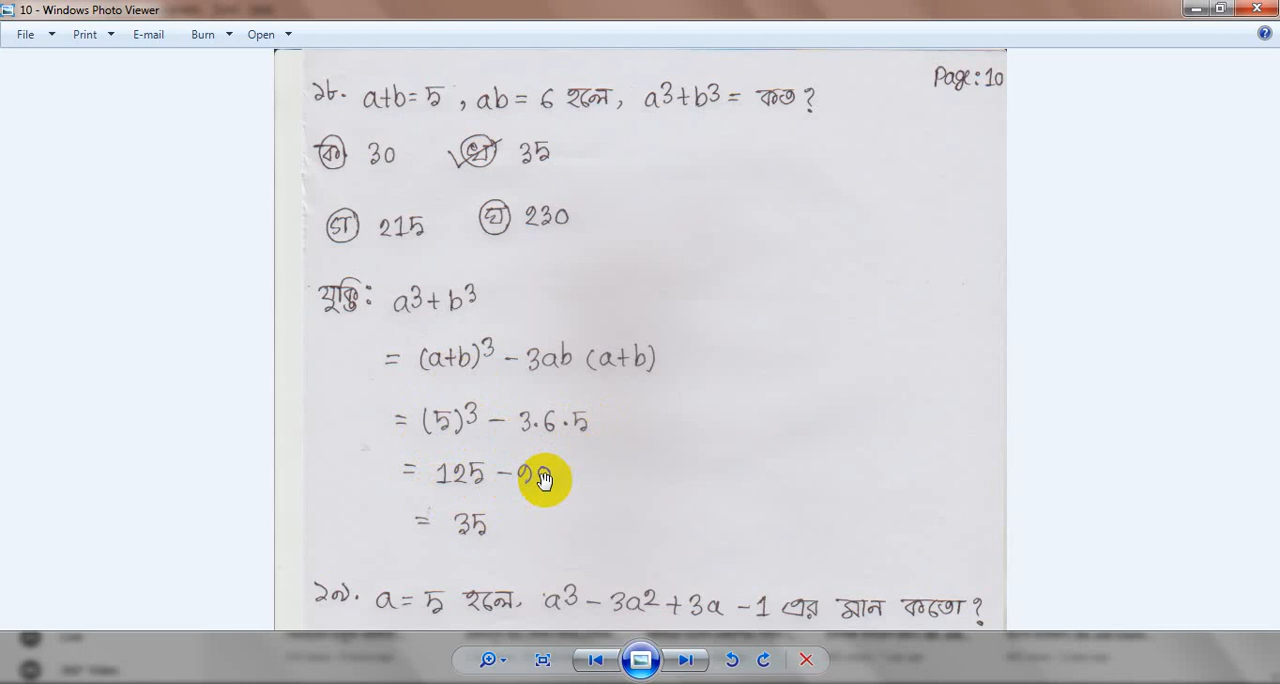 10 - Windows Photo Viewer
File Print E-mail Burn Open
Page:10
১৮. a+b=5, ab = 6 হলে, a³+b³ = কত?
ক 30 খ 35
গ 215 ঘ 230
যুক্তি: a³+b³
= (a+b)³ - 3ab (a+b)
= (5)³ - 3.6.5
= 125 -
= 35
১৯. a=5 হলে, a³ - 3a² + 3a - 1 এর মান কতো?